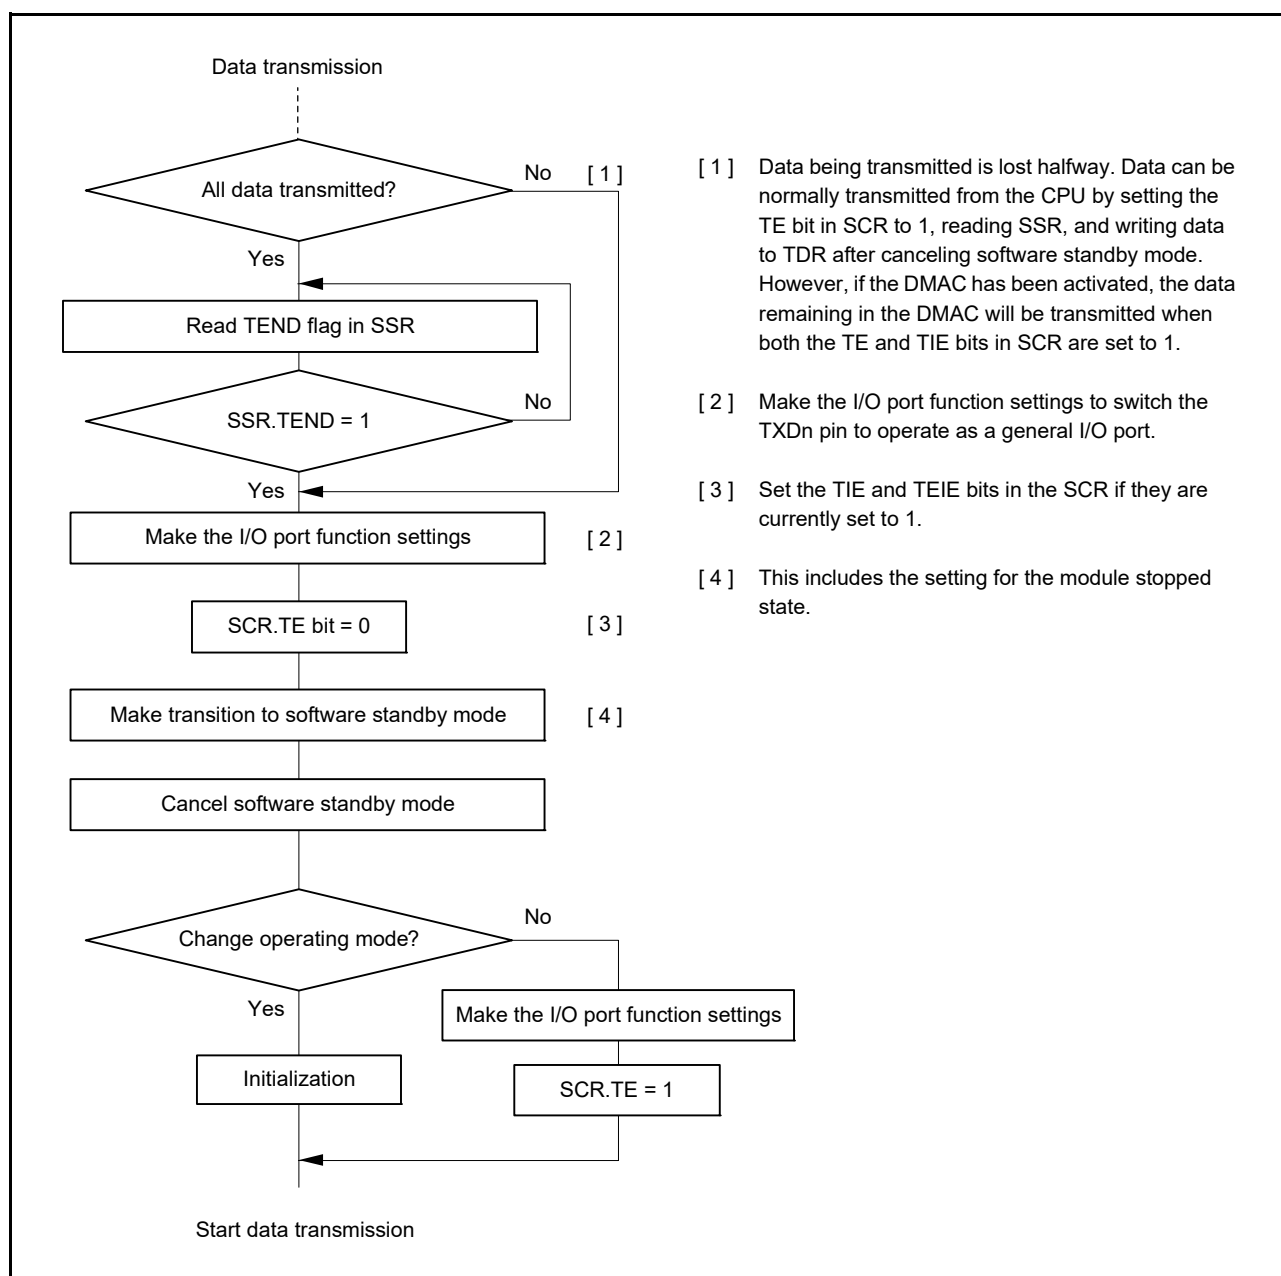 Data transmission
All data transmitted?
No
[ 1 ]
Yes
Read TEND flag in SSR
SSR.TEND = 1
No
Yes
Make the I/O port function settings
[ 2 ]
SCR.TE bit = 0
[ 3 ]
Make transition to software standby mode
[ 4 ]
Cancel software standby mode
Change operating mode?
No
Yes
Make the I/O port function settings
Initialization
SCR.TE = 1
Start data transmission
[ 1 ] Data being transmitted is lost halfway. Data can be
normally transmitted from the CPU by setting the
TE bit in SCR to 1, reading SSR, and writing data
to TDR after canceling software standby mode.
However, if the DMAC has been activated, the data
remaining in the DMAC will be transmitted when
both the TE and TIE bits in SCR are set to 1.
[ 2 ] Make the I/O port function settings to switch the
TXDn pin to operate as a general I/O port.
[ 3 ] Set the TIE and TEIE bits in the SCR if they are
currently set to 1.
[ 4 ] This includes the setting for the module stopped
state.